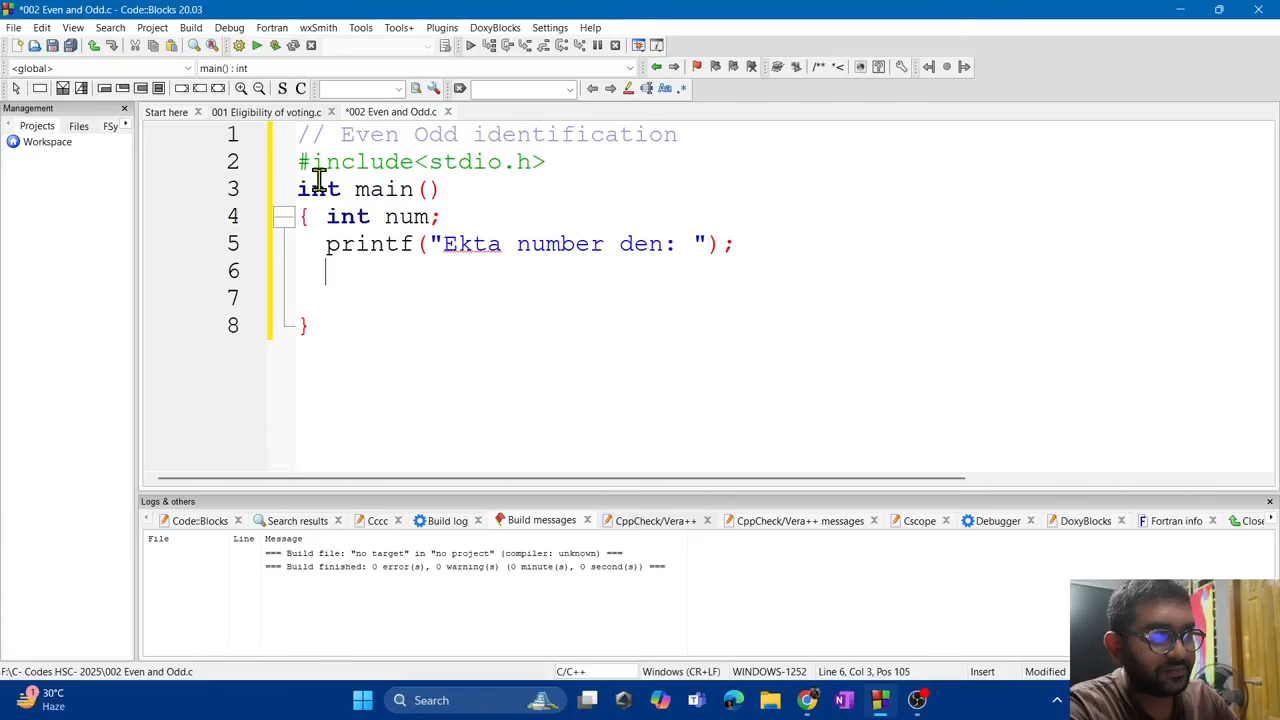 *002 Even and Odd.c - Code::Blocks 20.03
File Edit View Search Project Build Debug Fortran wxSmith Tools Tools+ Plugins DoxyBlocks Settings Help
<global> main() : int
/** *<
S C Aa .*
Management
Start here 001 Eligibility of voting.c *002 Even and Odd.c
Projects Files FSy
Workspace
1 // Even Odd identification
2 #include<stdio.h>
3 int main()
4 { int num;
5 printf("Ekta number den: ");
6
7
8 }
Logs & others
Code::Blocks Search results Cccc Build log Build messages CppCheck/Vera++ CppCheck/Vera++ messages Cscope Debugger DoxyBlocks Fortran info Close
File Line Message
=== Build file: "no target" in "no project" (compiler: unknown) ===
=== Build finished: 0 error(s), 0 warning(s) (0 minute(s), 0 second(s)) ===
F:\C- Codes HSC- 2025\002 Even and Odd.c C/C++ Windows (CR+LF) WINDOWS-1252 Line 6, Col 3, Pos 105 Insert Modified
1 30°C
Haze
Search